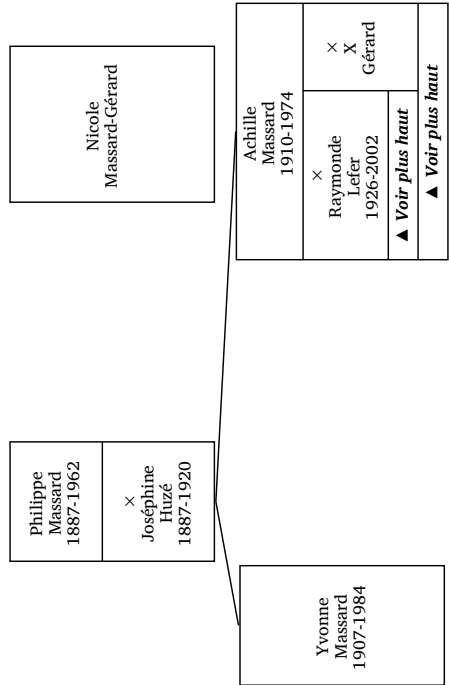 Philippe
Massard
1887-1962
×
Joséphine
Huzé
1887-1920
Nicole
Massard-Gérard
Yvonne
Massard
1907-1984
Achille
Massard
1910-1974
×
Raymonde
Lefer
1926-2002
×
X
Gérard
▲ Voir plus haut
▲ Voir plus haut